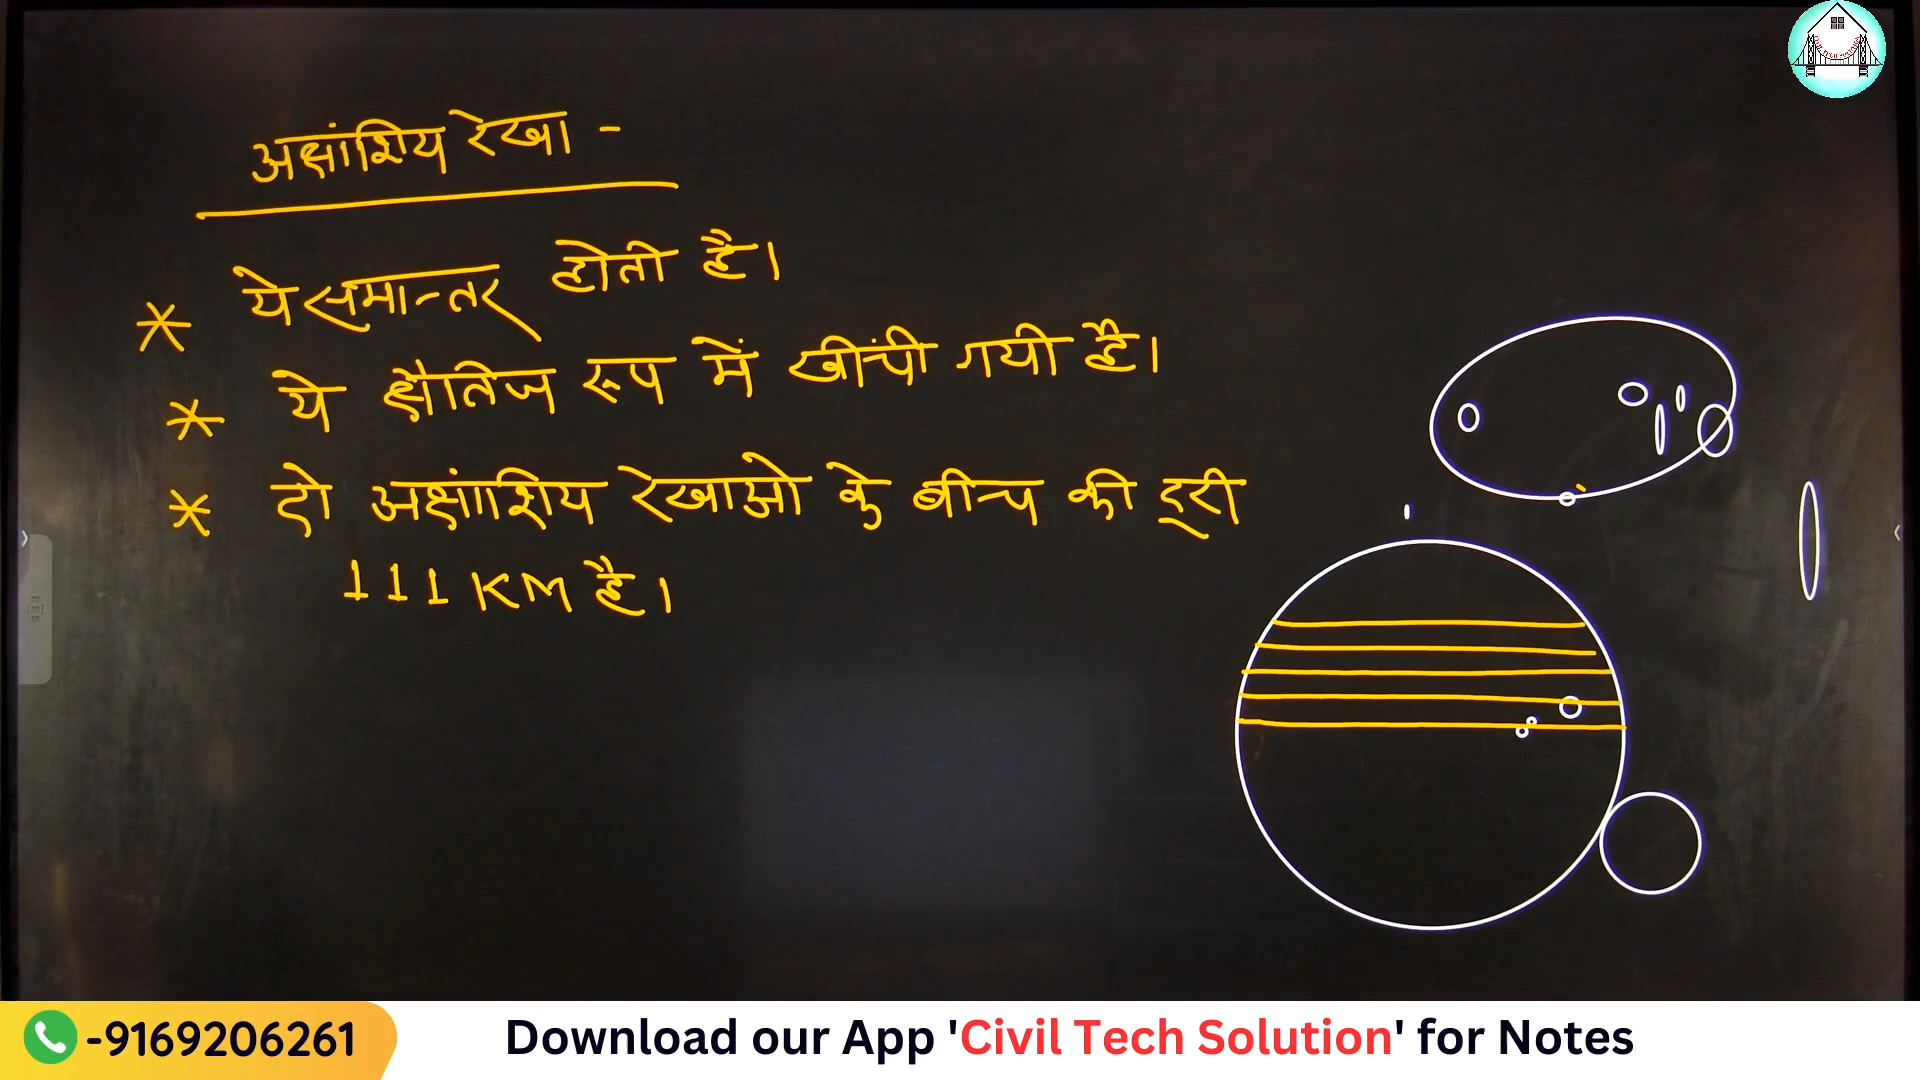 अक्षांशिय रेखा -
* ये समान्तर होती है।
* ये क्षैतिज रूप में खींची गयी है।
* दो अक्षांशिय रेखाओ के बीच की दूरी
111 KM है।
-9169206261
Download our App 'Civil Tech Solution' for Notes